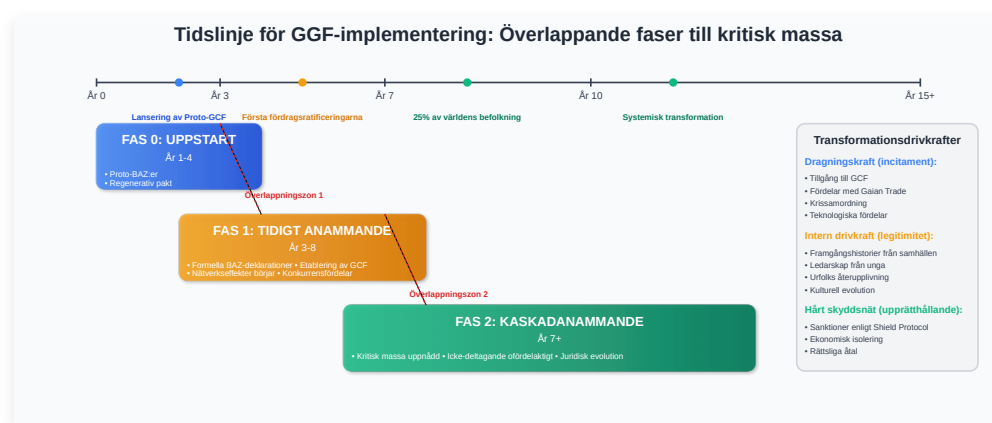 Tidslinje för GGF-implementering: Överlappande faser till kritisk massa
År 0
År 3
År 7
År 10
År 15+
Lansering av Proto-GCF
Första fördragsratificeringarna
25% av världens befolkning
Systemisk transformation
FAS 0: UPPSTART
År 1-4
• Proto-BAZ:er
• Regenerativ pakt
Överlappningszon 1
FAS 1: TIDIGT ANAMMANDE
År 3-8
• Formella BAZ-deklarationer • Etablering av GCF
• Nätverkseffekter börjar • Konkurrensfördelar
Överlappningszon 2
FAS 2: KASKADANAMMANDE
År 7+
• Kritisk massa uppnådd • Icke-deltagande ofördelaktigt • Juridisk evolution
Transformationsdrivkrafter
Dragningskraft (incitament):
• Tillgång till GCF
• Fördelar med Gaian Trade
• Krissamordning
• Teknologiska fördelar
Intern drivkraft (legitimitet):
• Framgångshistorier från samhällen
• Ledarskap från unga
• Urfolks återupplivning
• Kulturell evolution
Hårt skyddsnät (upprätthållande):
• Sanktioner enligt Shield Protocol
• Ekonomisk isolering
• Rättsliga åtal